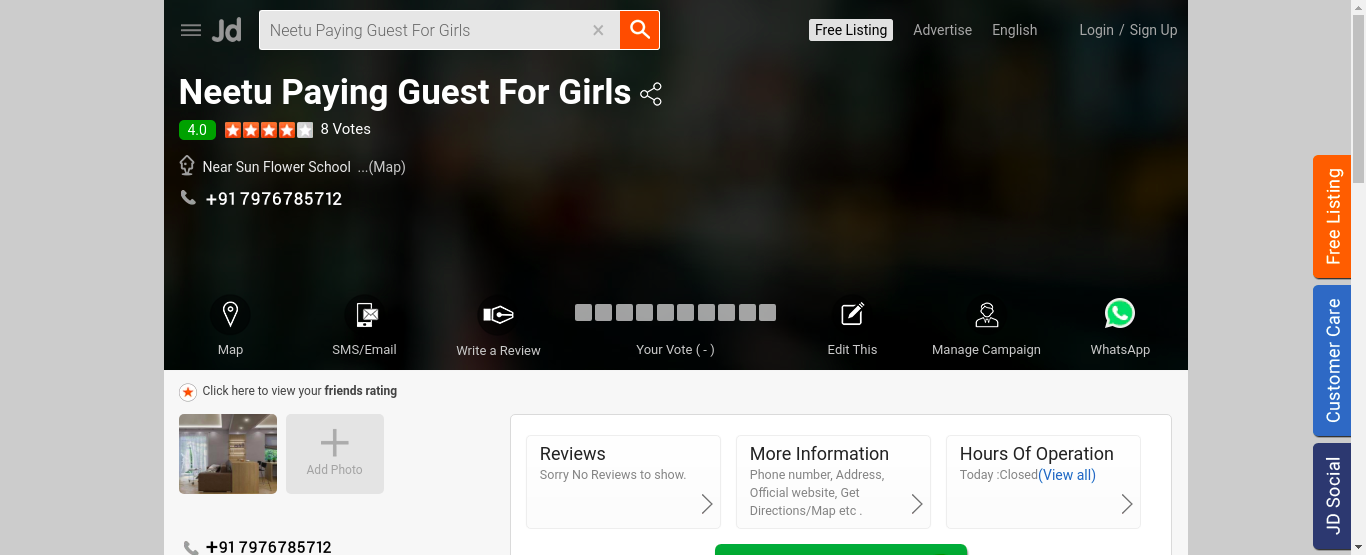 Jd
Neetu Paying Guest For Girls
Free Listing
Advertise
English
Login / Sign Up
Neetu Paying Guest For Girls
4.0
8 Votes
Near Sun Flower School ...(Map)
+91 7976785712
Map
SMS/Email
Write a Review
Your Vote ( - )
Edit This
Manage Campaign
WhatsApp
Free Listing
Customer Care
JD Social
Click here to view your friends rating
Add Photo
+91 7976785712
Reviews
Sorry No Reviews to show.
More Information
Phone number, Address,
Official website, Get
Directions/Map etc .
Hours Of Operation
Today :Closed(View all)